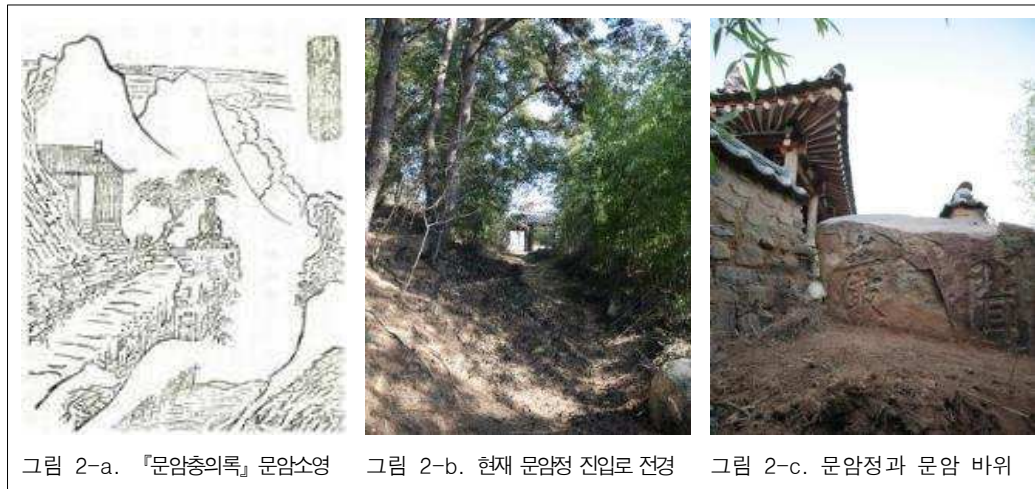 그림 2-a. 『문암충의록』 문암소영
그림 2-b. 현재 문암정 진입로 전경
그림 2-c. 문암정과 문암 바위